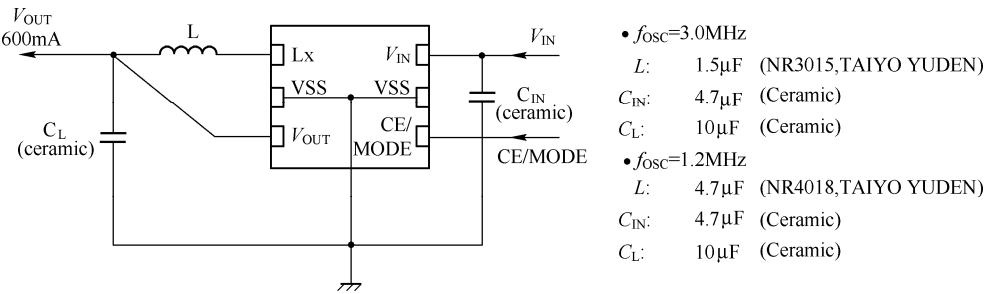 VOUT
600mA
L
Lx
VIN
VIN
VSS
VSS
CIN
(ceramic)
CL
(ceramic)
VOUT
CE/
MODE
CE/MODE
• fOSC=3.0MHz
L: 1.5μF (NR3015,TAIYO YUDEN)
CIN: 4.7μF (Ceramic)
CL: 10μF (Ceramic)
• fOSC=1.2MHz
L: 4.7μF (NR4018,TAIYO YUDEN)
CIN: 4.7μF (Ceramic)
CL: 10μF (Ceramic)